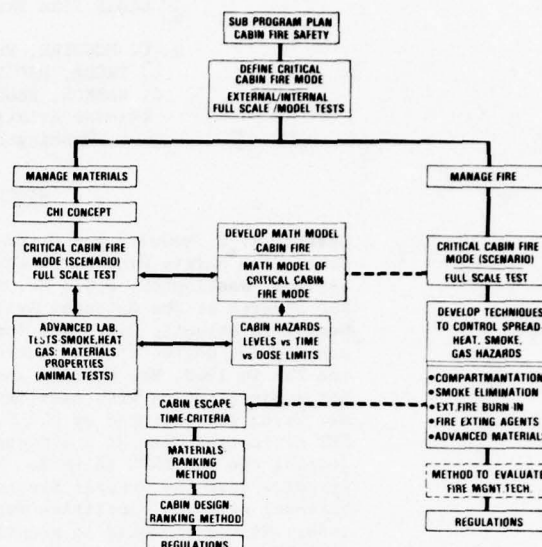 SUB PROGRAM PLAN
CABIN FIRE SAFETY
DEFINE CRITICAL
CABIN FIRE MODE
EXTERNAL/INTERNAL
FULL SCALE /MODEL TESTS
MANAGE MATERIALS
MANAGE FIRE
CHI CONCEPT
CRITICAL CABIN FIRE
MODE (SCENARIO)
FULL SCALE TEST
DEVELOP MATH MODEL
CABIN FIRE
MATH MODEL OF
CRITICAL CABIN
FIRE MODE
CRITICAL CABIN FIRE
MODE (SCENARIO)
FULL SCALE TEST
ADVANCED LAB.
TESTS-SMOKE,HEAT
GAS: MATERIALS
PROPERTIES
(ANIMAL TESTS)
CABIN HAZARDS
LEVELS vs TIME
vs DOSE LIMITS
DEVELOP TECHNIQUES
TO CONTROL SPREAD-
HEAT, SMOKE,
GAS HAZARDS
•COMPARTMANTATION
•SMOKE ELIMINATION
•EXT.FIRE BURN IN
•FIRE EXTING AGENTS
•ADVANCED MATERIALS
CABIN ESCAPE
TIME-CRITERIA
MATERIALS-
RANKING
METHOD
CABIN DESIGN-
RANKING METHOD
REGULATIONS
METHOD TO EVALUATE
FIRE MGNT.TECH.
REGULATIONS